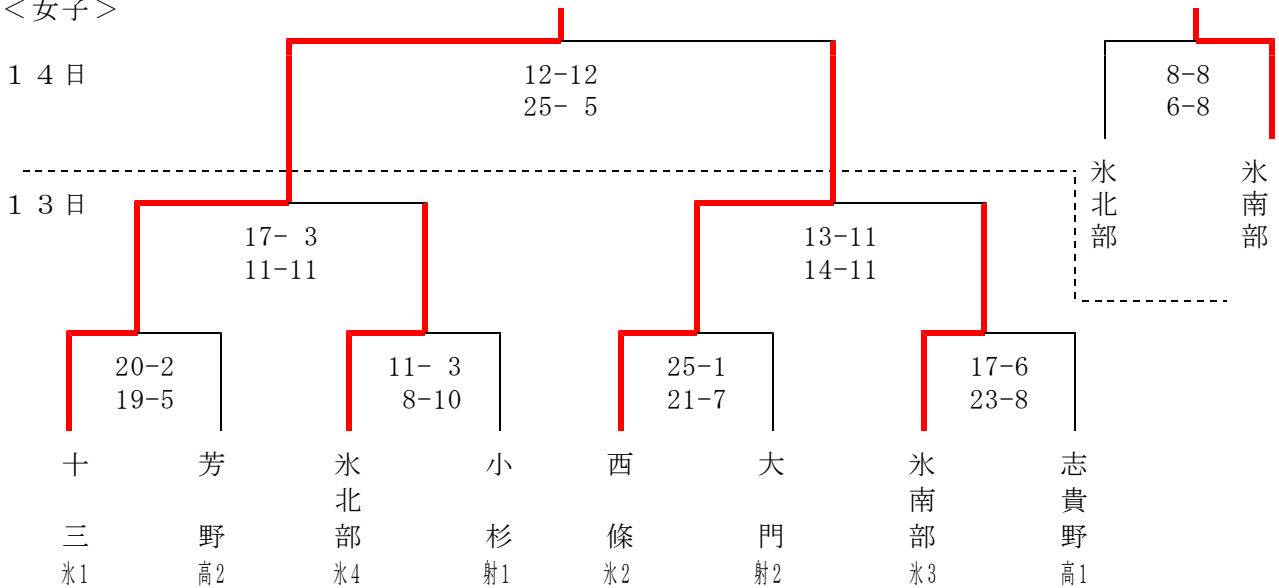 ＜女子＞
１４日
12-12
25- 5
8-8
6-8
氷北部
氷南部
１３日
17- 3
11-11
13-11
14-11
20-2
19-5
11- 3
8-10
25-1
21-7
17-6
23-8
十三
芳野
氷北部
小杉
西條
大門
氷南部
志貴野
氷1
高2
氷4
射1
氷2
射2
氷3
高1